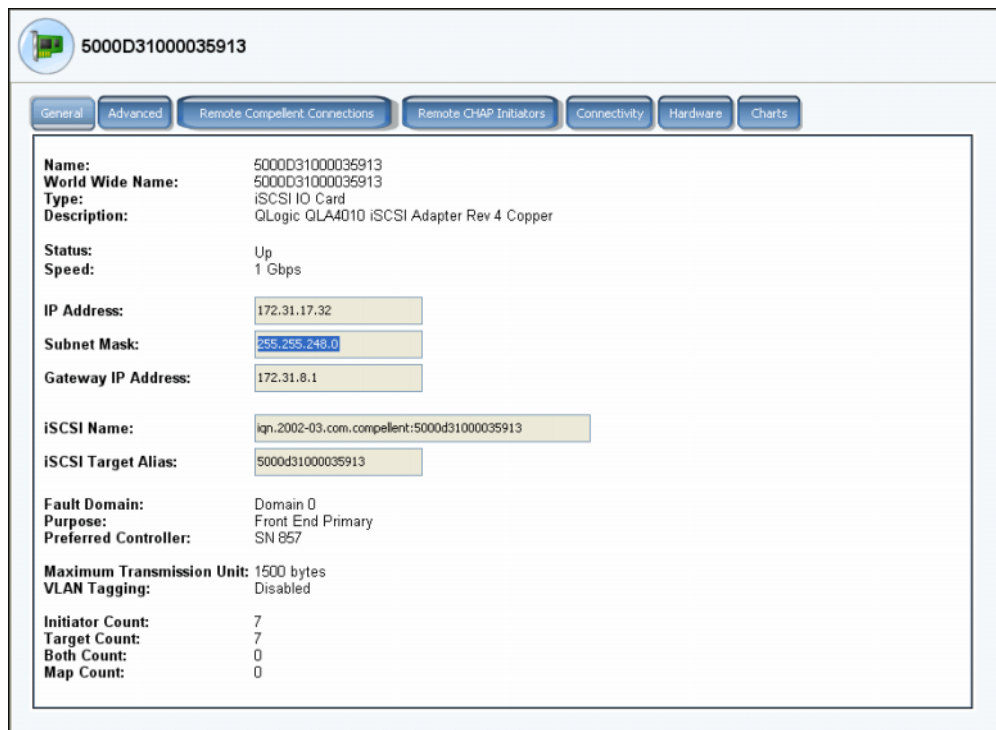 5000D31000035913
General Advanced Remote Compellent Connections Remote CHAP Initiators Connectivity Hardware Charts
Name: 5000D31000035913
World Wide Name: 5000D31000035913
Type: iSCSI IO Card
Description: QLogic QLA4010 iSCSI Adapter Rev 4 Copper
Status: Up
Speed: 1 Gbps
IP Address: 172.31.17.32
Subnet Mask: 255.255.248.0
Gateway IP Address: 172.31.8.1
iSCSI Name: iqn.2002-03.com.compellent:5000d31000035913
iSCSI Target Alias: 5000d31000035913
Fault Domain: Domain 0
Purpose: Front End Primary
Preferred Controller: SN 857
Maximum Transmission Unit: 1500 bytes
VLAN Tagging: Disabled
Initiator Count: 7
Target Count: 7
Both Count: 0
Map Count: 0